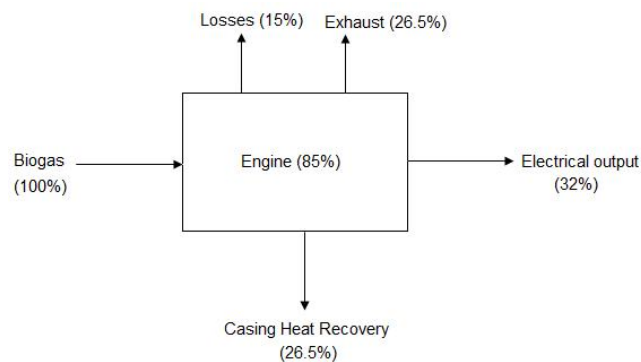 Losses (15%)
Exhaust (26.5%)
Biogas
(100%)
Engine (85%)
Electrical output
(32%)
Casing Heat Recovery
(26.5%)